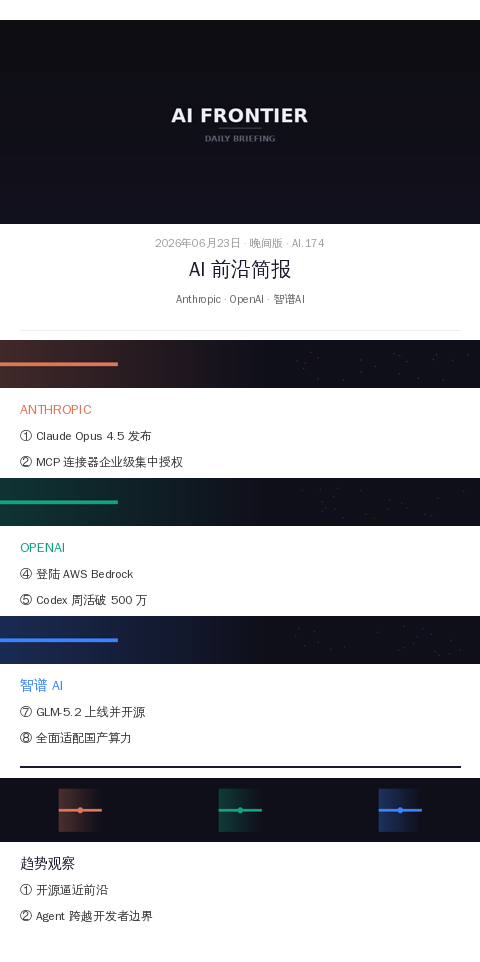 AI FRONTIER
DAILY BRIEFING
2026年06月23日 · 晚间版 · AI.174
AI 前沿简报
Anthropic · OpenAI · 智谱AI
ANTHROPIC
① Claude Opus 4.5 发布
② MCP 连接器企业级集中授权
OPENAI
④ 登陆 AWS Bedrock
⑤ Codex 周活破 500 万
智谱 AI
⑦ GLM-5.2 上线并开源
⑧ 全面适配国产算力
趋势观察
① 开源逼近前沿
② Agent 跨越开发者边界